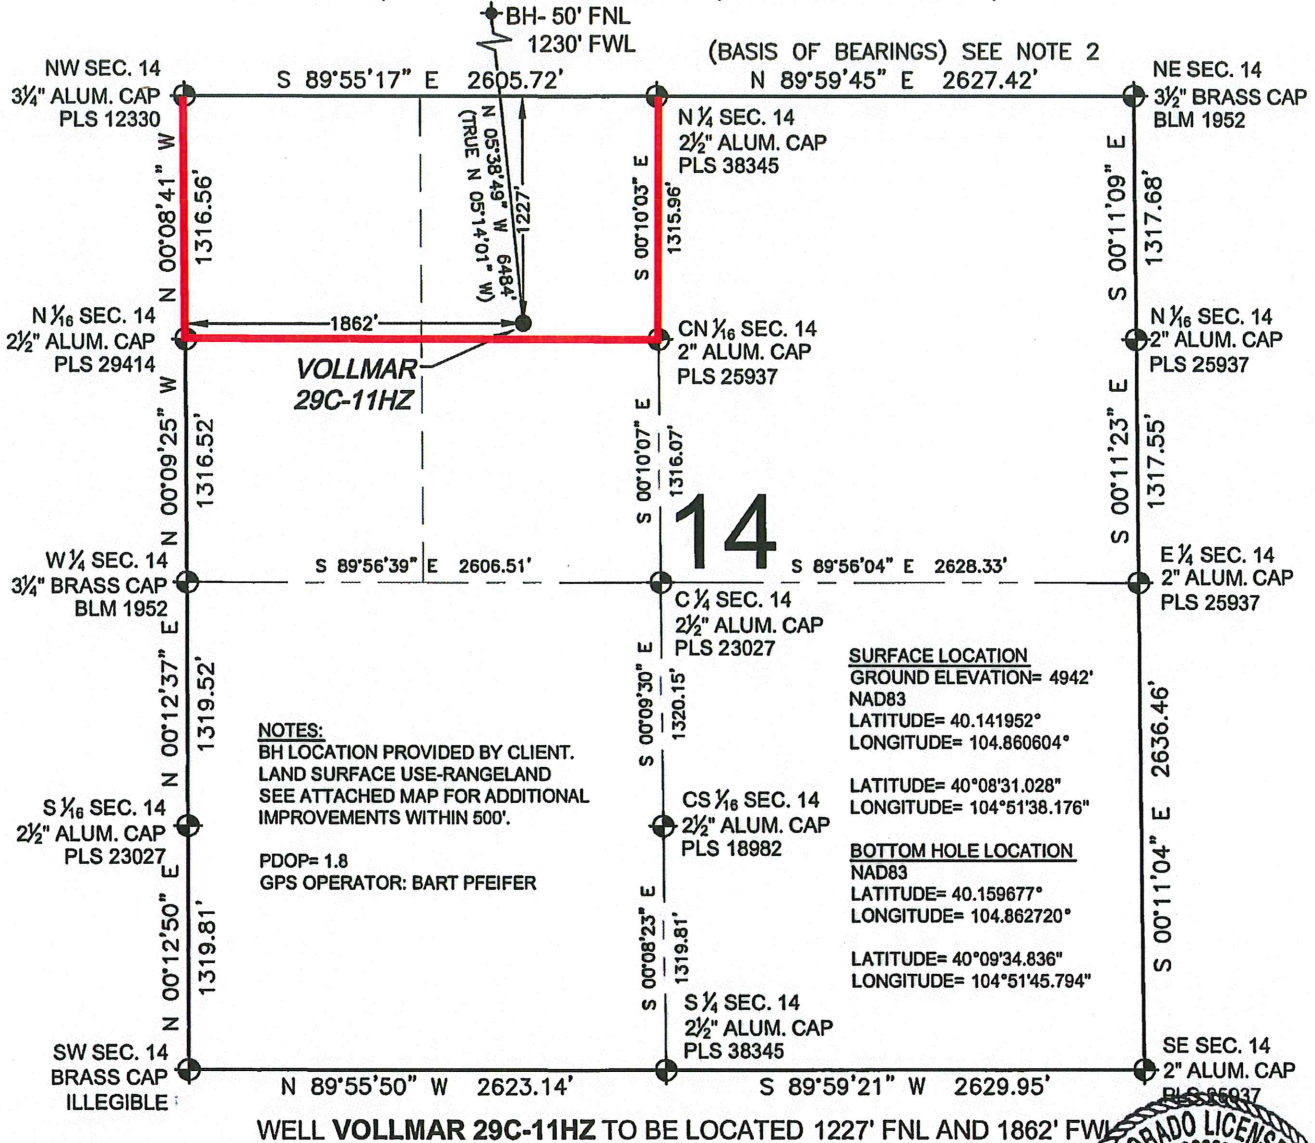 BH- 50' FNL
1230' FWL
(BASIS OF BEARINGS) SEE NOTE 2
NW SEC. 14
3¼" ALUM. CAP
PLS 12330
S 89°55'17" E 2605.72'
N 89°59'45" E 2627.42'
NE SEC. 14
3½" BRASS CAP
BLM 1952
N ¼ SEC. 14
2½" ALUM. CAP
PLS 38345
N 00°08'41" W
1316.56'
N 05°38'49" W 6484'
(TRUE N 05°14'01" W)
1227'
S 00°10'03" E
1315.96'
S 00°11'09" E
1317.68'
N 1/16 SEC. 14
2½" ALUM. CAP
PLS 29414
1862'
VOLLMAR
29C-11HZ
CN 1/16 SEC. 14
2" ALUM. CAP
PLS 25937
N 1/16 SEC. 14
2" ALUM. CAP
PLS 25937
N 00°09'25" W
1316.52'
S 00°10'07" E
1316.07'
S 00°11'23" E
1317.55'
14
W ¼ SEC. 14
3¼" BRASS CAP
BLM 1952
S 89°56'39" E 2606.51'
S 89°56'04" E 2628.33'
E ¼ SEC. 14
2" ALUM. CAP
PLS 25937
C ¼ SEC. 14
2½" ALUM. CAP
PLS 23027
N 00°12'37" E
1319.52'
S 00°09'30" E
1320.15'
NOTES:
BH LOCATION PROVIDED BY CLIENT.
LAND SURFACE USE-RANGELAND
SEE ATTACHED MAP FOR ADDITIONAL
IMPROVEMENTS WITHIN 500'.
PDOP= 1.8
GPS OPERATOR: BART PFEIFER
SURFACE LOCATION
GROUND ELEVATION= 4942'
NAD83
LATITUDE= 40.141952°
LONGITUDE= 104.860604°
LATITUDE= 40°08'31.028"
LONGITUDE= 104°51'38.176"
BOTTOM HOLE LOCATION
NAD83
LATITUDE= 40.159677°
LONGITUDE= 104.862720°
LATITUDE= 40°09'34.836"
LONGITUDE= 104°51'45.794"
S 00°11'04" E 2636.46'
S 1/16 SEC. 14
2½" ALUM. CAP
PLS 23027
CS 1/16 SEC. 14
2½" ALUM. CAP
PLS 18982
N 00°12'50" E
1319.81'
S 00°08'23" E
1319.81'
S ¼ SEC. 14
2½" ALUM. CAP
PLS 38345
SW SEC. 14
BRASS CAP
ILLEGIBLE
N 89°55'50" W 2623.14'
S 89°59'21" W 2629.95'
SE SEC. 14
2" ALUM. CAP
PLS 25937
WELL VOLLMAR 29C-11HZ TO BE LOCATED 1227' FNL AND 1862' FWL